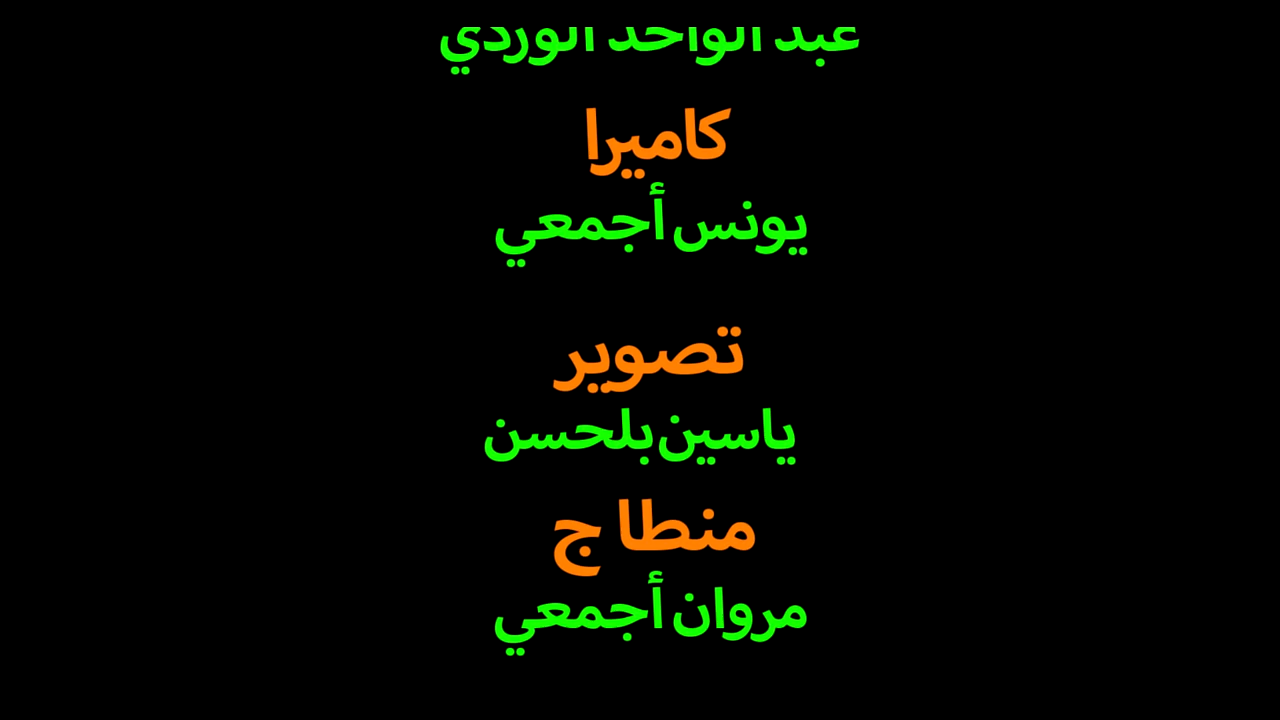 عبد الواحد الوردي
كاميرا
يونس أجمعي
تصوير
ياسين بلحسن
منطا ج
مروان أجمعي